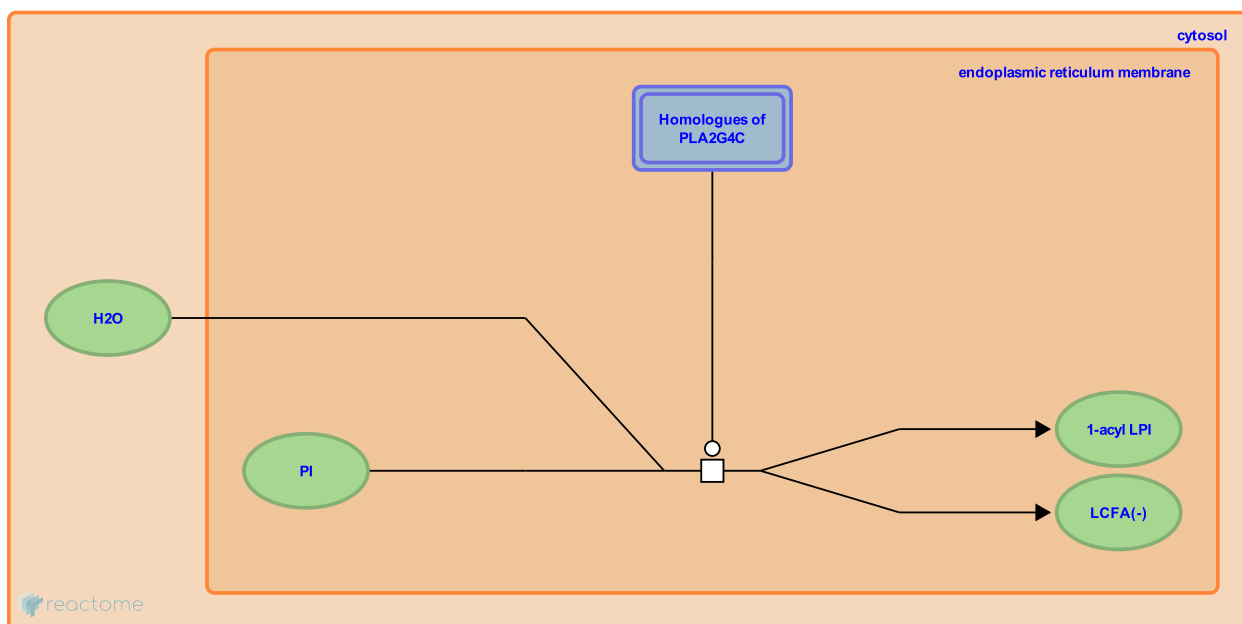 cytosol
endoplasmic reticulum membrane
Homologues of
PLA2G4C
H2O
PI
1-acyl LPI
LCFA(-)
reactome